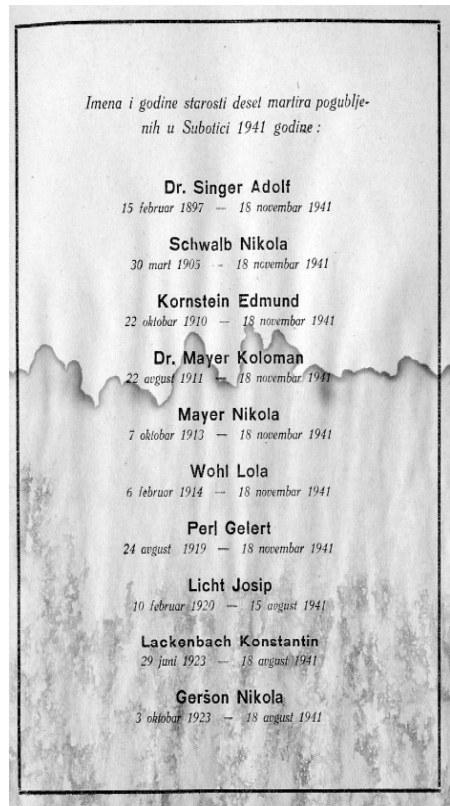 Imena i godine starosti deset martira pogublje-
nih u Subotici 1941 godine :
Dr. Singer Adolf
15 februar 1897 — 18 novembar 1941
Schwalb Nikola
30 mart 1905 — 18 novembar 1941
Kornstein Edmund
22 oktobar 1910 — 18 novembar 1941
Dr. Mayer Koloman
22 avgust 1911 — 18 novembar 1941
Mayer Nikola
7 oktobar 1913 — 18 novembar 1941
Wohl Lola
6 februar 1914 — 18 novembar 1941
Perl Gelert
24 avgust 1919 — 18 novembar 1941
Licht Josip
10 februar 1920 — 15 avgust 1941
Lackenbach Konstantin
29 juni 1923 — 18 avgust 1941
Geršon Nikola
3 oktobar 1923 — 18 avgust 1941